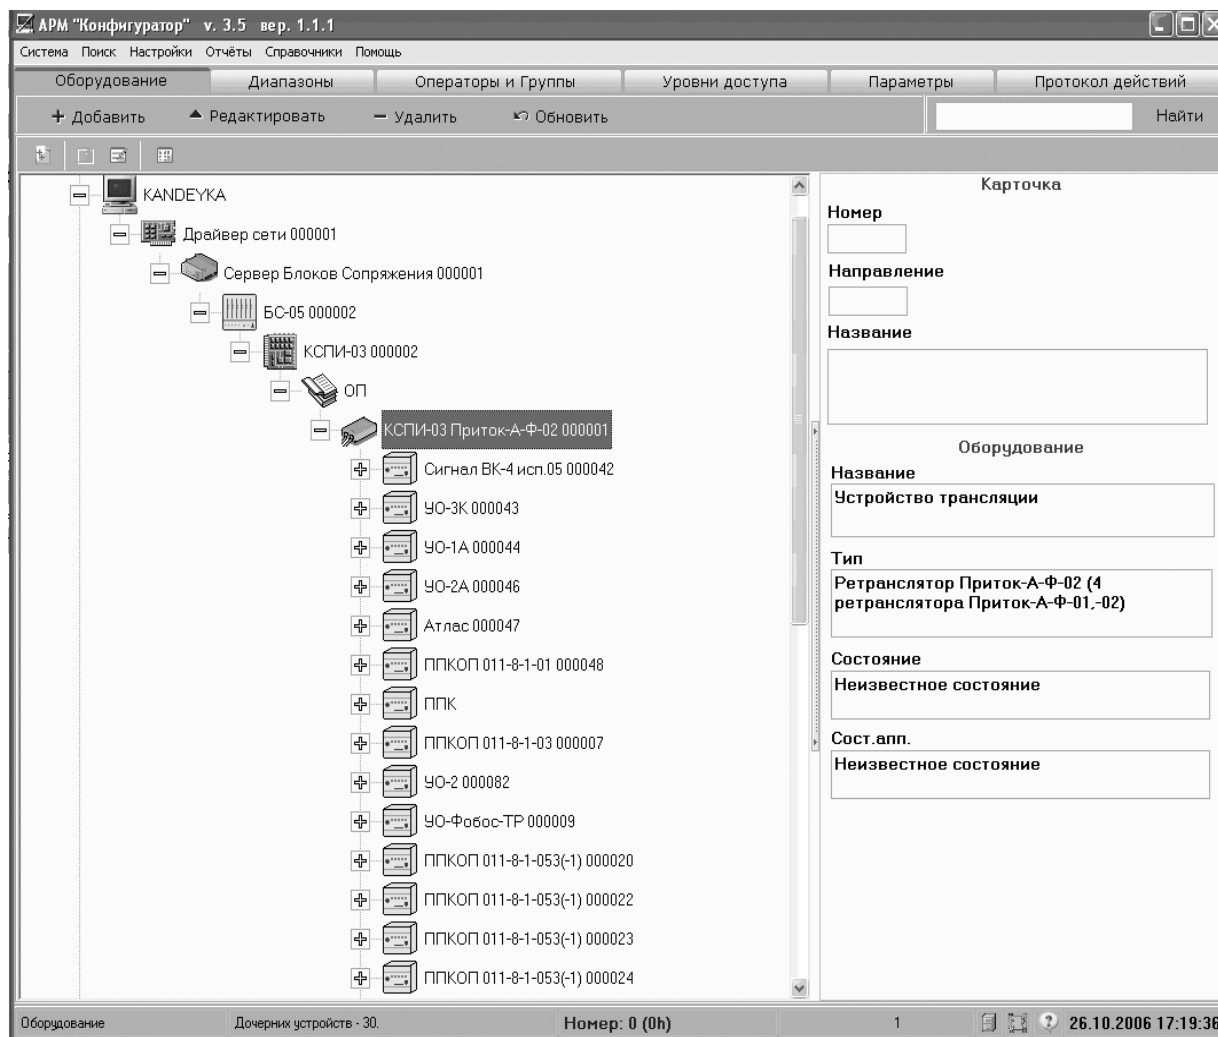 АРМ "Конфигуратор" v. 3.5 вер. 1.1.1
Система Поиск Настройки Отчёты Справочники Помощь
Оборудование Диапазоны Операторы и Группы Уровни доступа Параметры Протокол действий
+ Добавить Редактировать − Удалить Обновить Найти
KANDEYKA
Драйвер сети 000001
Сервер Блоков Сопряжения 000001
БС-05 000002
КСПИ-03 000002
ОП
КСПИ-03 Приток-А-Ф-02 000001
Сигнал ВК-4 исп.05 000042
УО-3К 000043
УО-1А 000044
УО-2А 000046
Атлас 000047
ППКОП 011-8-1-01 000048
ППК
ППКОП 011-8-1-03 000007
УО-2 000082
УО-Фобос-ТР 000009
ППКОП 011-8-1-053(-1) 000020
ППКОП 011-8-1-053(-1) 000022
ППКОП 011-8-1-053(-1) 000023
ППКОП 011-8-1-053(-1) 000024
Карточка
Номер
Направление
Название
Оборудование
Название
Устройство трансляции
Тип
Ретранслятор Приток-А-Ф-02 (4
ретранслятора Приток-А-Ф-01,-02)
Состояние
Неизвестное состояние
Сост.апп.
Неизвестное состояние
Оборудование Дочерних устройств - 30. Номер: 0 (0h) 1 26.10.2006 17:19:36